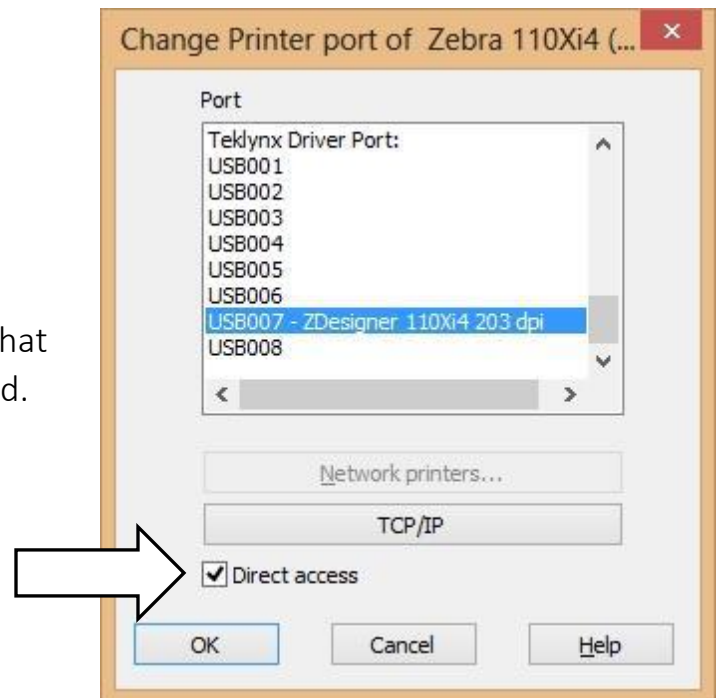 Change Printer port of Zebra 110Xi4 (...
Port
Teklynx Driver Port:
USB001
USB002
USB003
USB004
USB005
USB006
USB007 - ZDesigner 110Xi4 203 dpi
USB008
hat
d.
Network printers...
TCP/IP
Direct access
OK Cancel Help